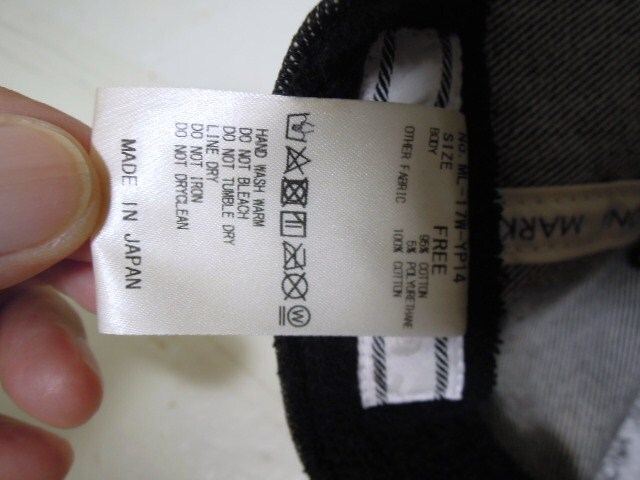 No. ML-17W-YP14
SIZE FREE
BODY 95% COTTON
5% POLYURETHANE
OTHER FABRIC 100% COTTON
W
HAND WASH WARM
DO NOT BLEACH
DO NOT TUMBLE DRY
LINE DRY
DO NOT IRON
DO NOT DRYCLEAN
MADE IN JAPAN
MARK